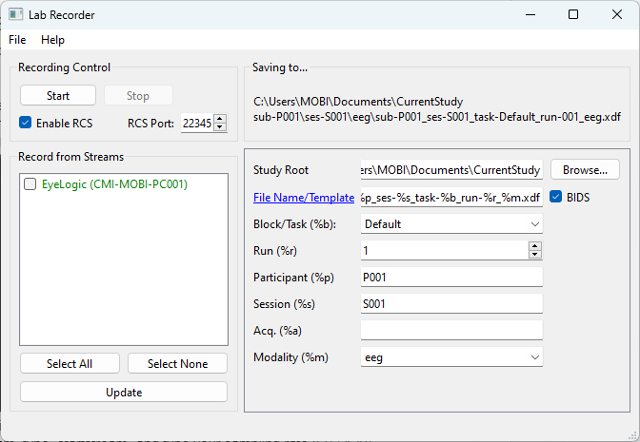 Lab Recorder
File Help
Recording Control
Start Stop
Enable RCS RCS Port: 22345
Record from Streams
EyeLogic (CMI-MOBI-PC001)
Select All Select None
Update
Saving to...
C:\Users\MOBI\Documents\CurrentStudy
sub-P001\ses-S001\eeg\sub-P001_ses-S001_task-Default_run-001_eeg.xdf
Study Root ers\MOBI\Documents\CurrentStudy Browse...
File Name/Template %p_ses-%s_task-%b_run-%r_%m.xdf BIDS
Block/Task (%b): Default
Run (%r) 1
Participant (%p) P001
Session (%s) S001
Acq. (%a)
Modality (%m) eeg